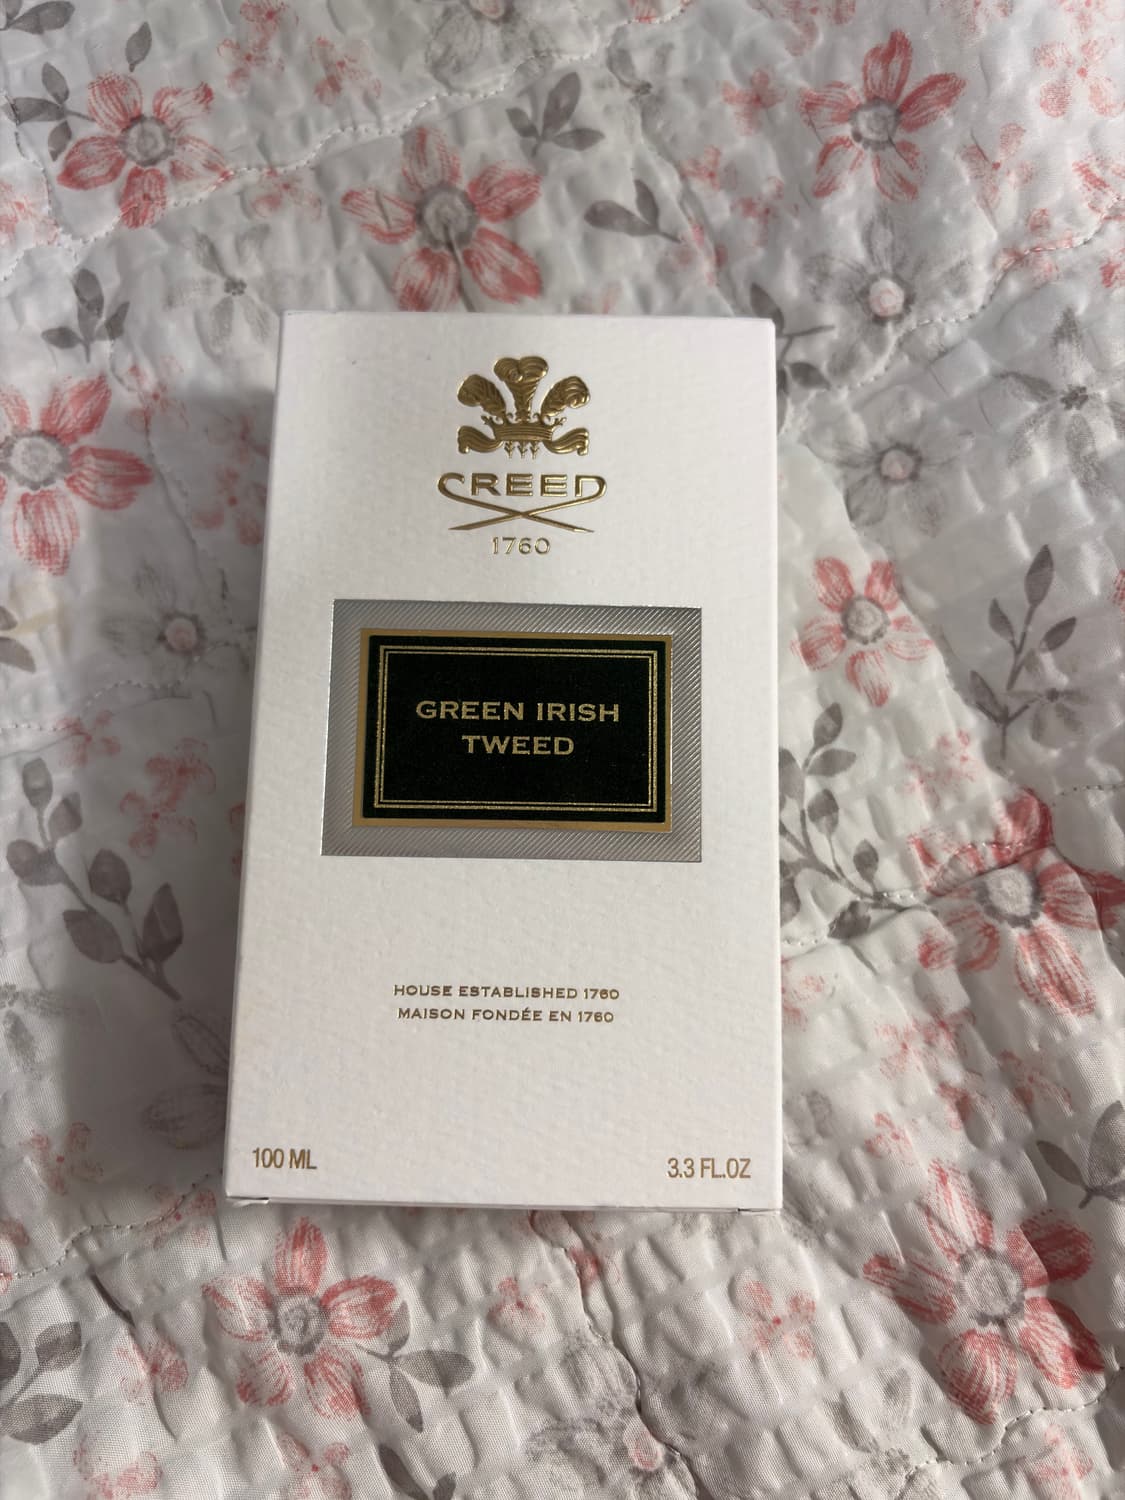 CREED
1760
GREEN IRISH
TWEED
HOUSE ESTABLISHED 1760
MAISON FONDÉE EN 1760
100 ML
3.3 FL.OZ